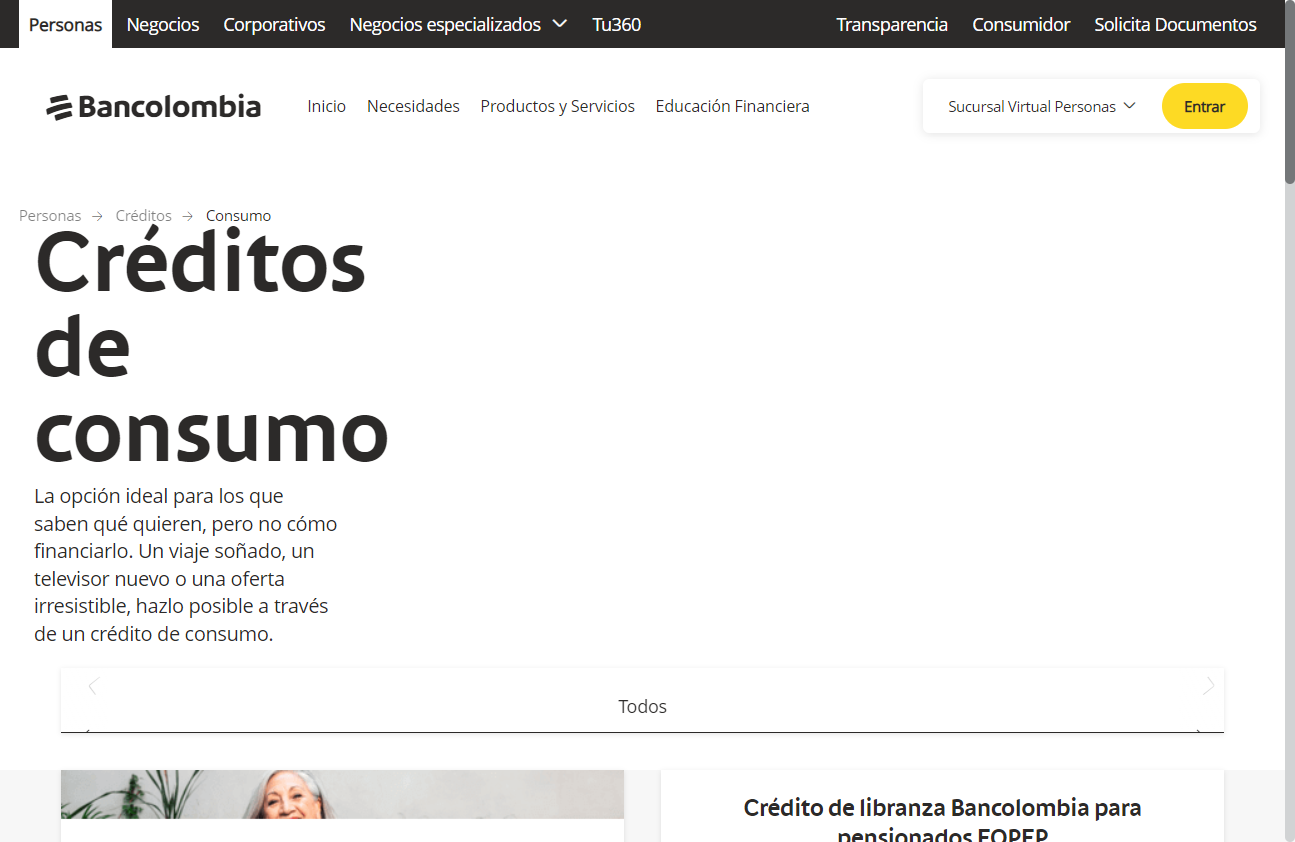 Personas Negocios Corporativos Negocios especializados Tu360 Transparencia Consumidor Solicita Documentos
Bancolombia Inicio Necesidades Productos y Servicios Educación Financiera Sucursal Virtual Personas Entrar
Personas → Créditos → Consumo
Créditos
de
consumo
La opción ideal para los que
saben qué quieren, pero no cómo
financiarlo. Un viaje soñado, un
televisor nuevo o una oferta
irresistible, hazlo posible a través
de un crédito de consumo.
Todos
Crédito de libranza Bancolombia para
pensionados FOPEP